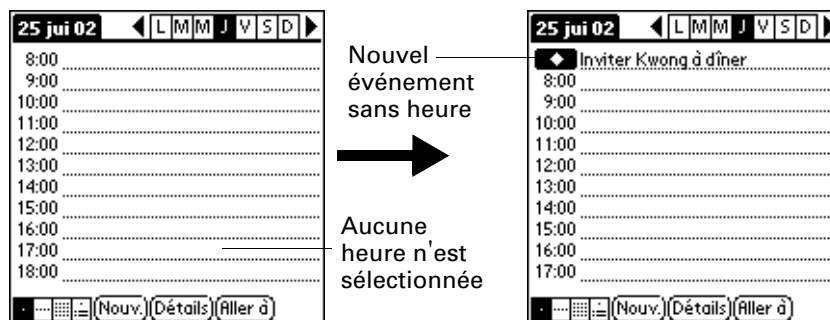 25 jui 02 L M M J V S D
8:00
9:00
10:00
11:00
12:00
13:00
14:00
15:00
16:00
17:00
18:00
Nouv. Détails Aller à
Nouvel
événement
sans heure
Aucune
heure n'est
sélectionnée
25 jui 02 L M M J V S D
Inviter Kwong à dîner
8:00
9:00
10:00
11:00
12:00
13:00
14:00
15:00
16:00
17:00
Nouv. Détails Aller à